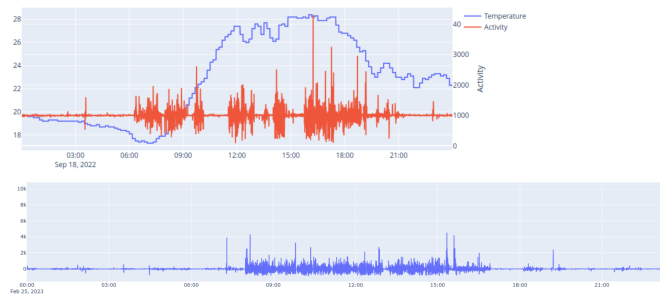 28
26
24
22
20
18
40
3000
2000
1000
0
Activity
Temperature
Activity
03:00
06:00
09:00
12:00
15:00
18:00
21:00
Sep 18, 2022
10k
8k
6k
4k
2k
0
00:00
03:00
06:00
09:00
12:00
15:00
18:00
21:00
Feb 25, 2023